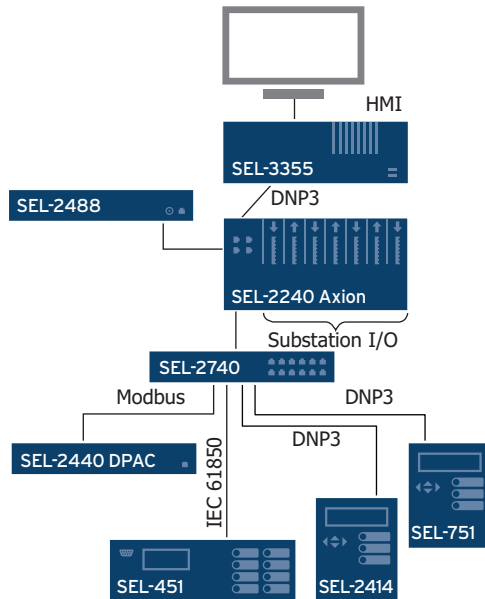 HMI
SEL-3355
DNP3
SEL-2488
SEL-2240 Axion
Substation I/O
SEL-2740
Modbus
DNP3
DNP3
SEL-2440 DPAC
IEC 61850
SEL-751
SEL-451
SEL-2414